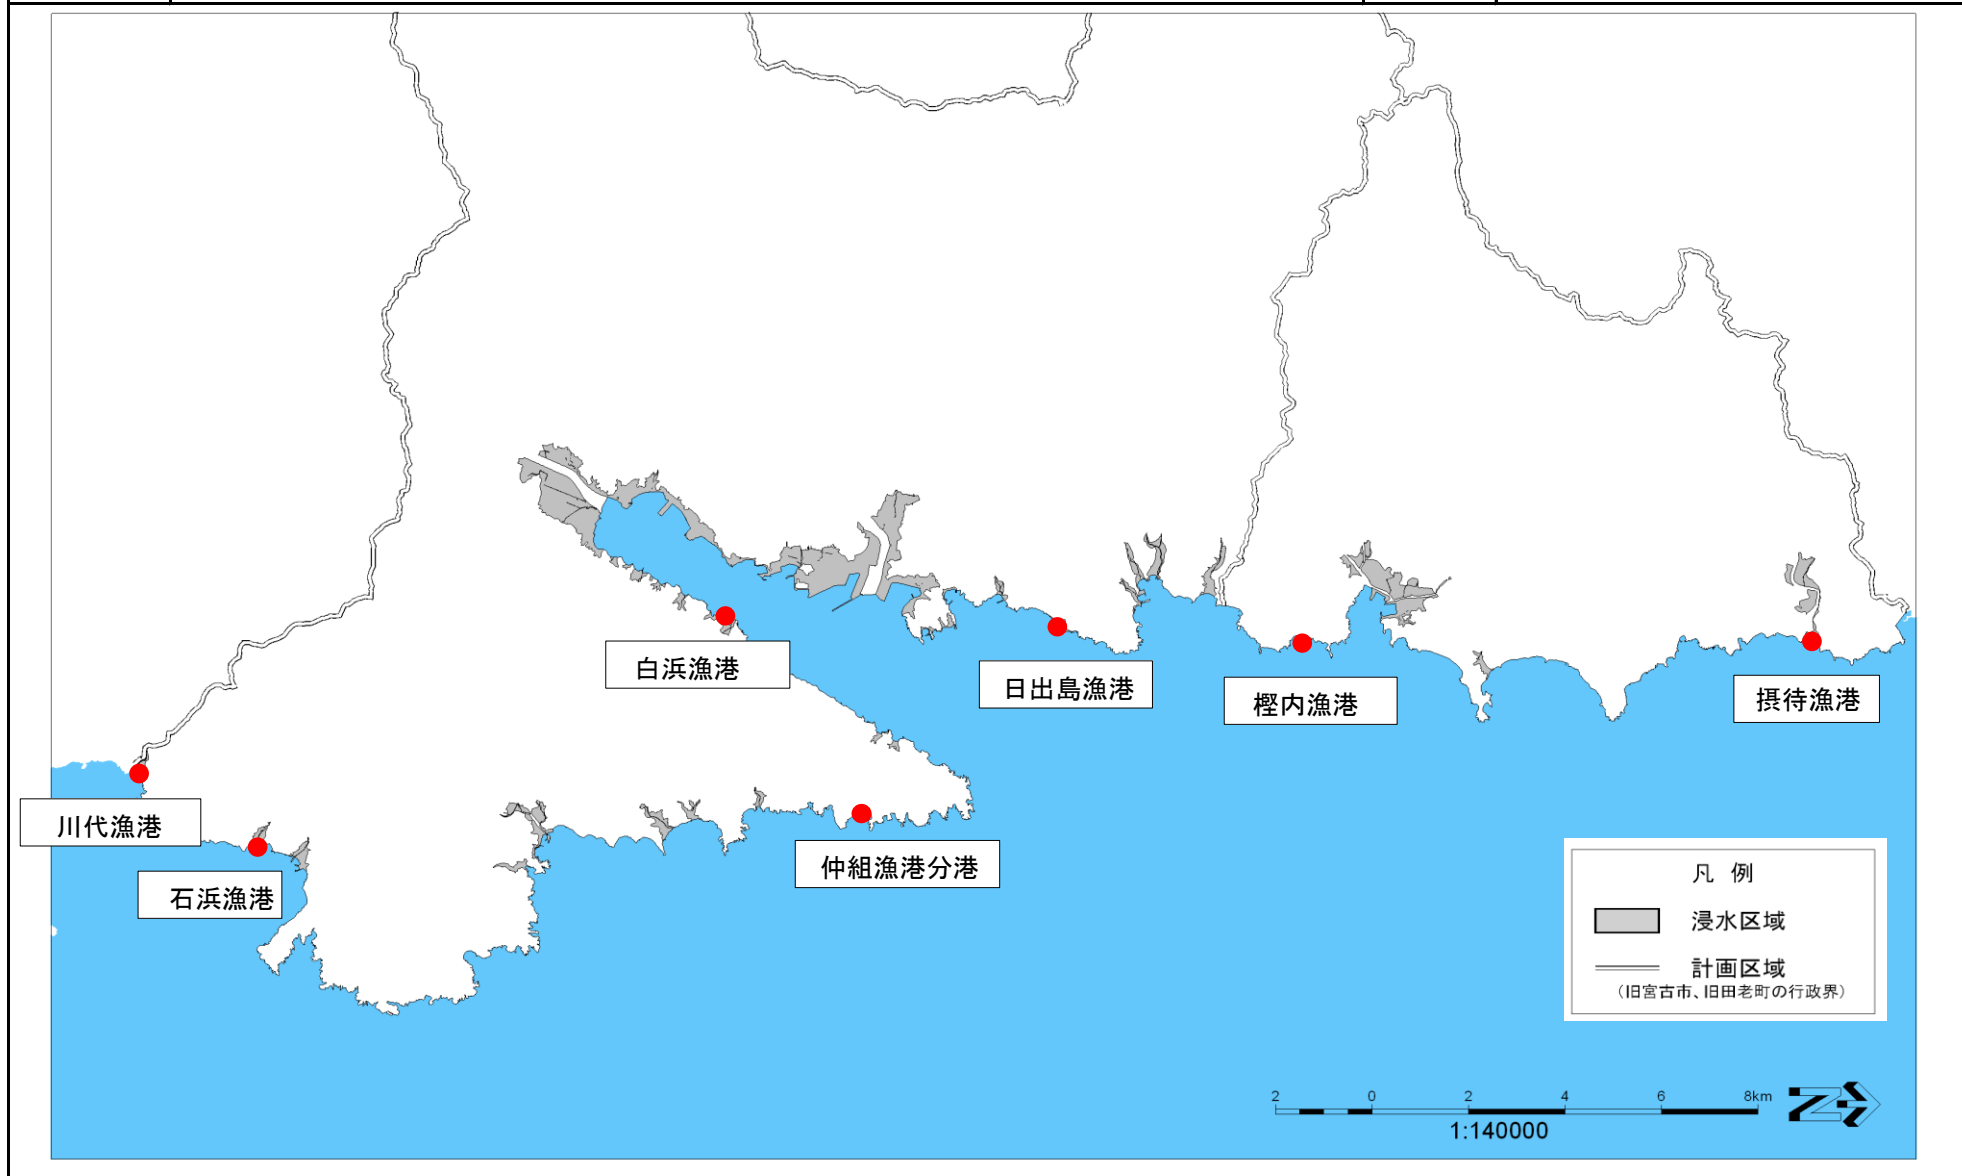 白浜漁港
日出島漁港
樫内漁港
摂待漁港
川代漁港
石浜漁港
仲組漁港分港
凡 例
浸水区域
計画区域
（旧宮古市、旧田老町の行政界）
2 0 2 4 6 8km
1:140000
Z